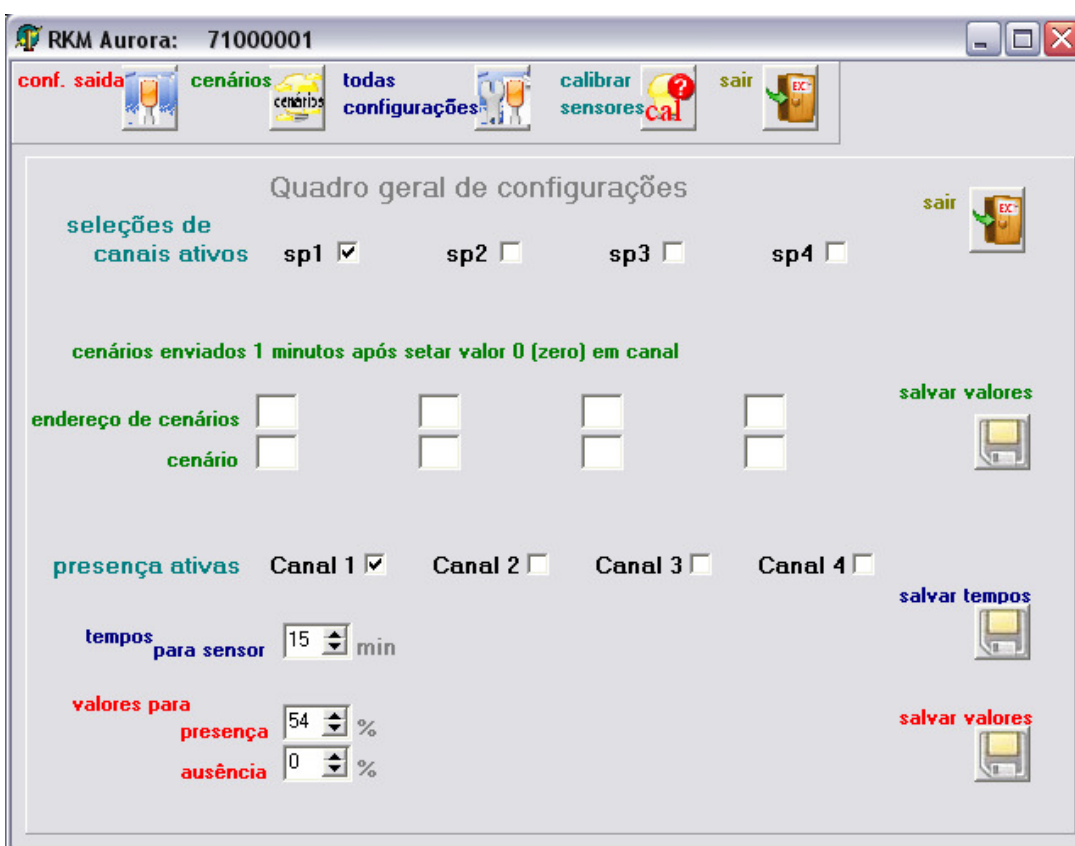 RKM Aurora: 71000001
conf. saida
cenários
cenários
todas
configurações
calibrar
sensores
cal
?
sair
EXIT
Quadro geral de configurações
sair
seleções de
canais ativos sp1 sp2 sp3 sp4
cenários enviados 1 minutos após setar valor 0 (zero) em canal
salvar valores
endereço de cenários
cenário
presença ativas Canal 1 Canal 2 Canal 3 Canal 4
salvar tempos
tempos
para sensor 15 min
valores para
presença 54 %
salvar valores
ausência 0 %